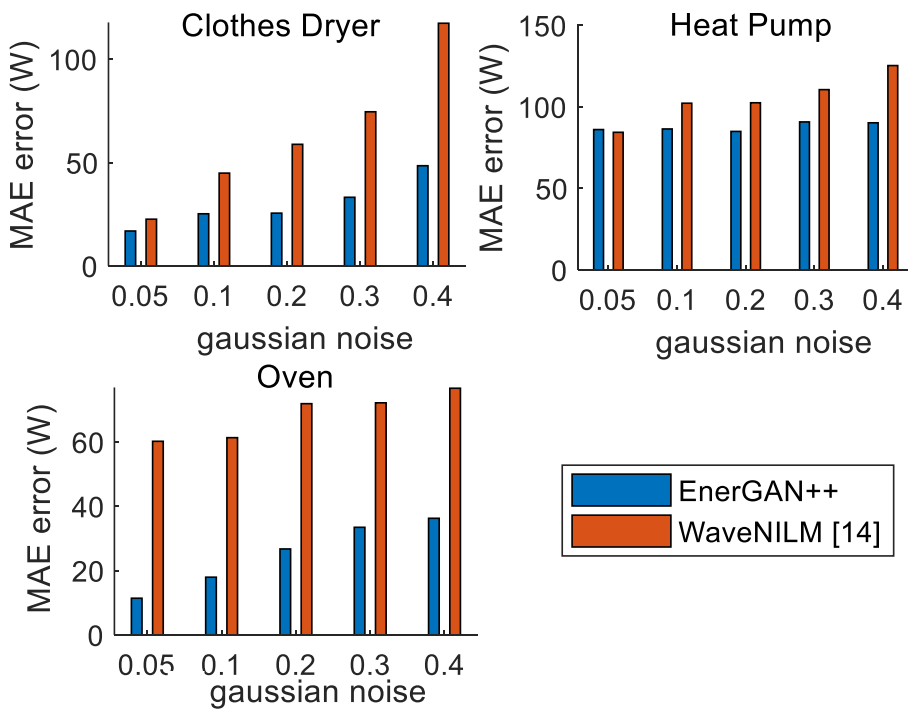 Clothes Dryer
MAE error (W)
100
50
0
0.05 0.1 0.2 0.3 0.4
gaussian noise
Heat Pump
MAE error (W)
150
100
50
0
0.05 0.1 0.2 0.3 0.4
gaussian noise
Oven
MAE error (W)
60
40
20
0
0.05 0.1 0.2 0.3 0.4
gaussian noise
EnerGAN++
WaveNILM [14]